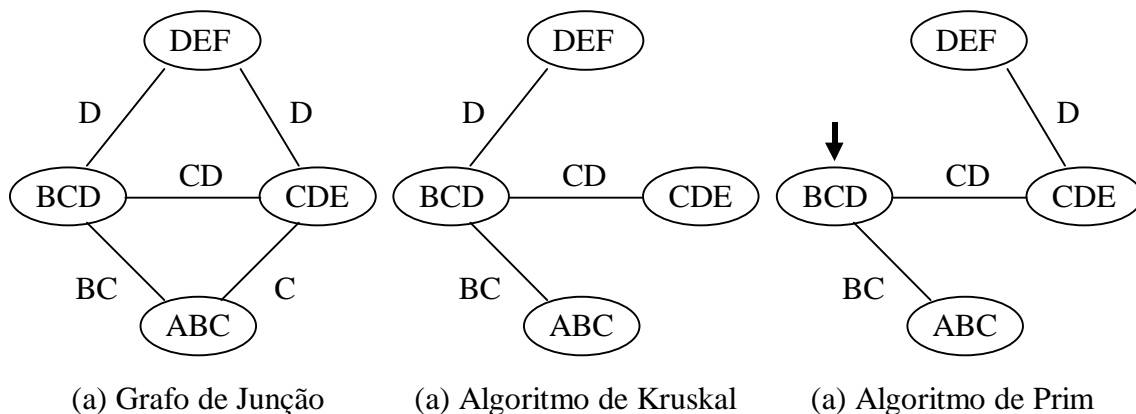 DEF
D
D
BCD
CD
CDE
BC
C
ABC
(a) Grafo de Junção
DEF
D
BCD
CD
CDE
BC
ABC
(a) Algoritmo de Kruskal
DEF
D
BCD
CD
CDE
BC
ABC
(a) Algoritmo de Prim